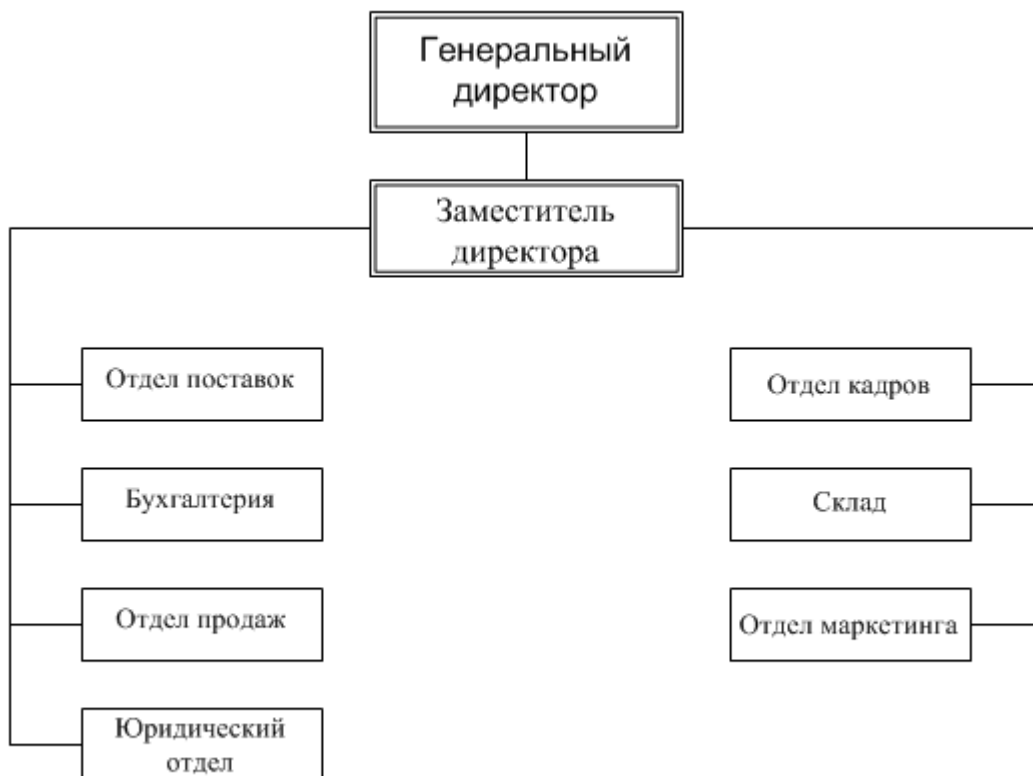 Генеральный
директор
Заместитель
директора
Отдел поставок
Отдел кадров
Бухгалтерия
Склад
Отдел продаж
Отдел маркетинга
Юридический
отдел